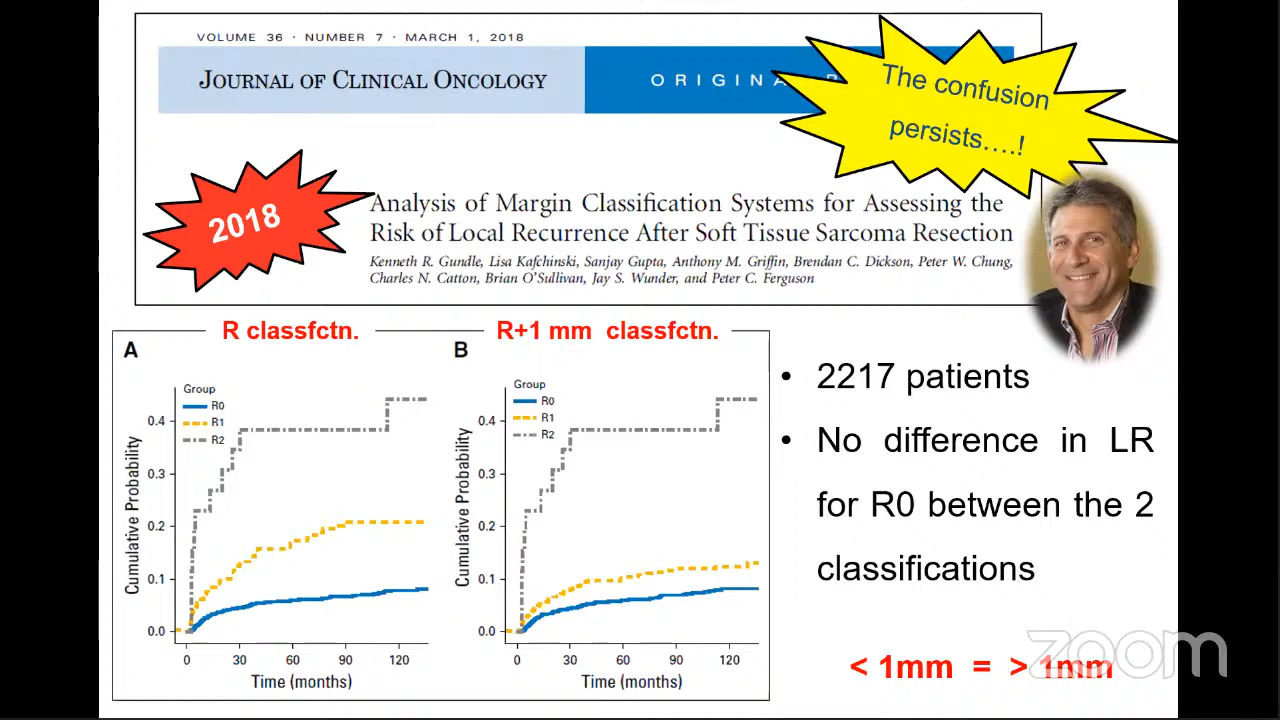 VOLUME 36 · NUMBER 7 · MARCH 1, 2018
JOURNAL OF CLINICAL ONCOLOGY
ORIGINA
The confusion
persists….!
2018
Analysis of Margin Classification Systems for Assessing the
Risk of Local Recurrence After Soft Tissue Sarcoma Resection
Kenneth R. Gundle, Lisa Kafchinski, Sanjay Gupta, Anthony M. Griffin, Brendan C. Dickson, Peter W. Chung,
Charles N. Catton, Brian O'Sullivan, Jay S. Wunder, and Peter C. Ferguson
R classfctn.
R+1 mm classfctn.
A
Group
R0
R1
R2
0.4
0.3
0.2
0.1
0.0
Cumulative Probability
0 30 60 90 120
Time (months)
B
Group
R0
R1
R2
0.4
0.3
0.2
0.1
0.0
Cumulative Probability
0 30 60 90 120
Time (months)
• 2217 patients
• No difference in LR
for R0 between the 2
classifications
< 1mm = > 1mm
zoom